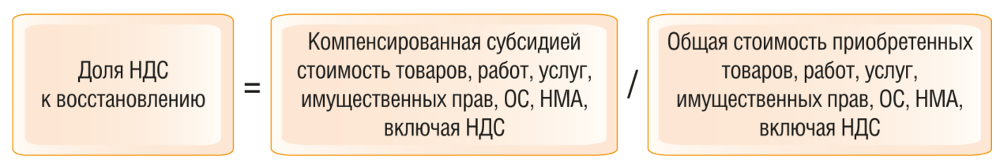 Доля НДС
к восстановлению
=
Компенсированная субсидией
стоимость товаров, работ, услуг,
имущественных прав, ОС, НМА,
включая НДС
/
Общая стоимость приобретенных
товаров, работ, услуг,
имущественных прав, ОС, НМА,
включая НДС